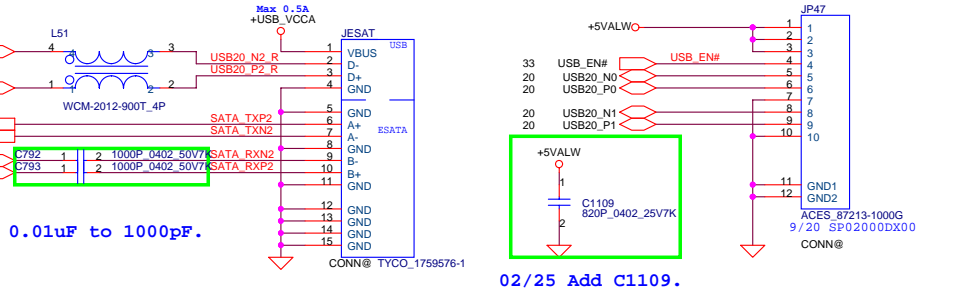 Max 0.5A
+USB_VCCA
L51
4 4 3 3
1 1 2 2
WCM-2012-900T_4P
USB20_N2_R
USB20_P2_R
JESAT
USB
1 VBUS
2 D-
3 D+
4 GND
5 GND
ESATA
SATA_TXP2 6 A+
SATA_TXN2 7 A-
8 GND
C792 1 2 1000P_0402_50V7K SATA_RXN2 9 B-
C793 1 2 1000P_0402_50V7K SATA_RXP2 10 B+
11 GND
12 GND
13 GND
14 GND
15 GND
CONN@ TYCO_1759576-1
0.01uF to 1000pF.
JP47
+5VALW
1 1
2 2
3 3
33 USB_EN# USB_EN# 4 4
20 USB20_N0 5 5
20 USB20_P0 6 6
7 7
20 USB20_N1 8 8
20 USB20_P1 9 9
10 10
11 GND1
12 GND2
ACES_87213-1000G
9/20 SP02000DX00
CONN@
+5VALW
1
C1109
820P_0402_25V7K
2
02/25 Add C1109.